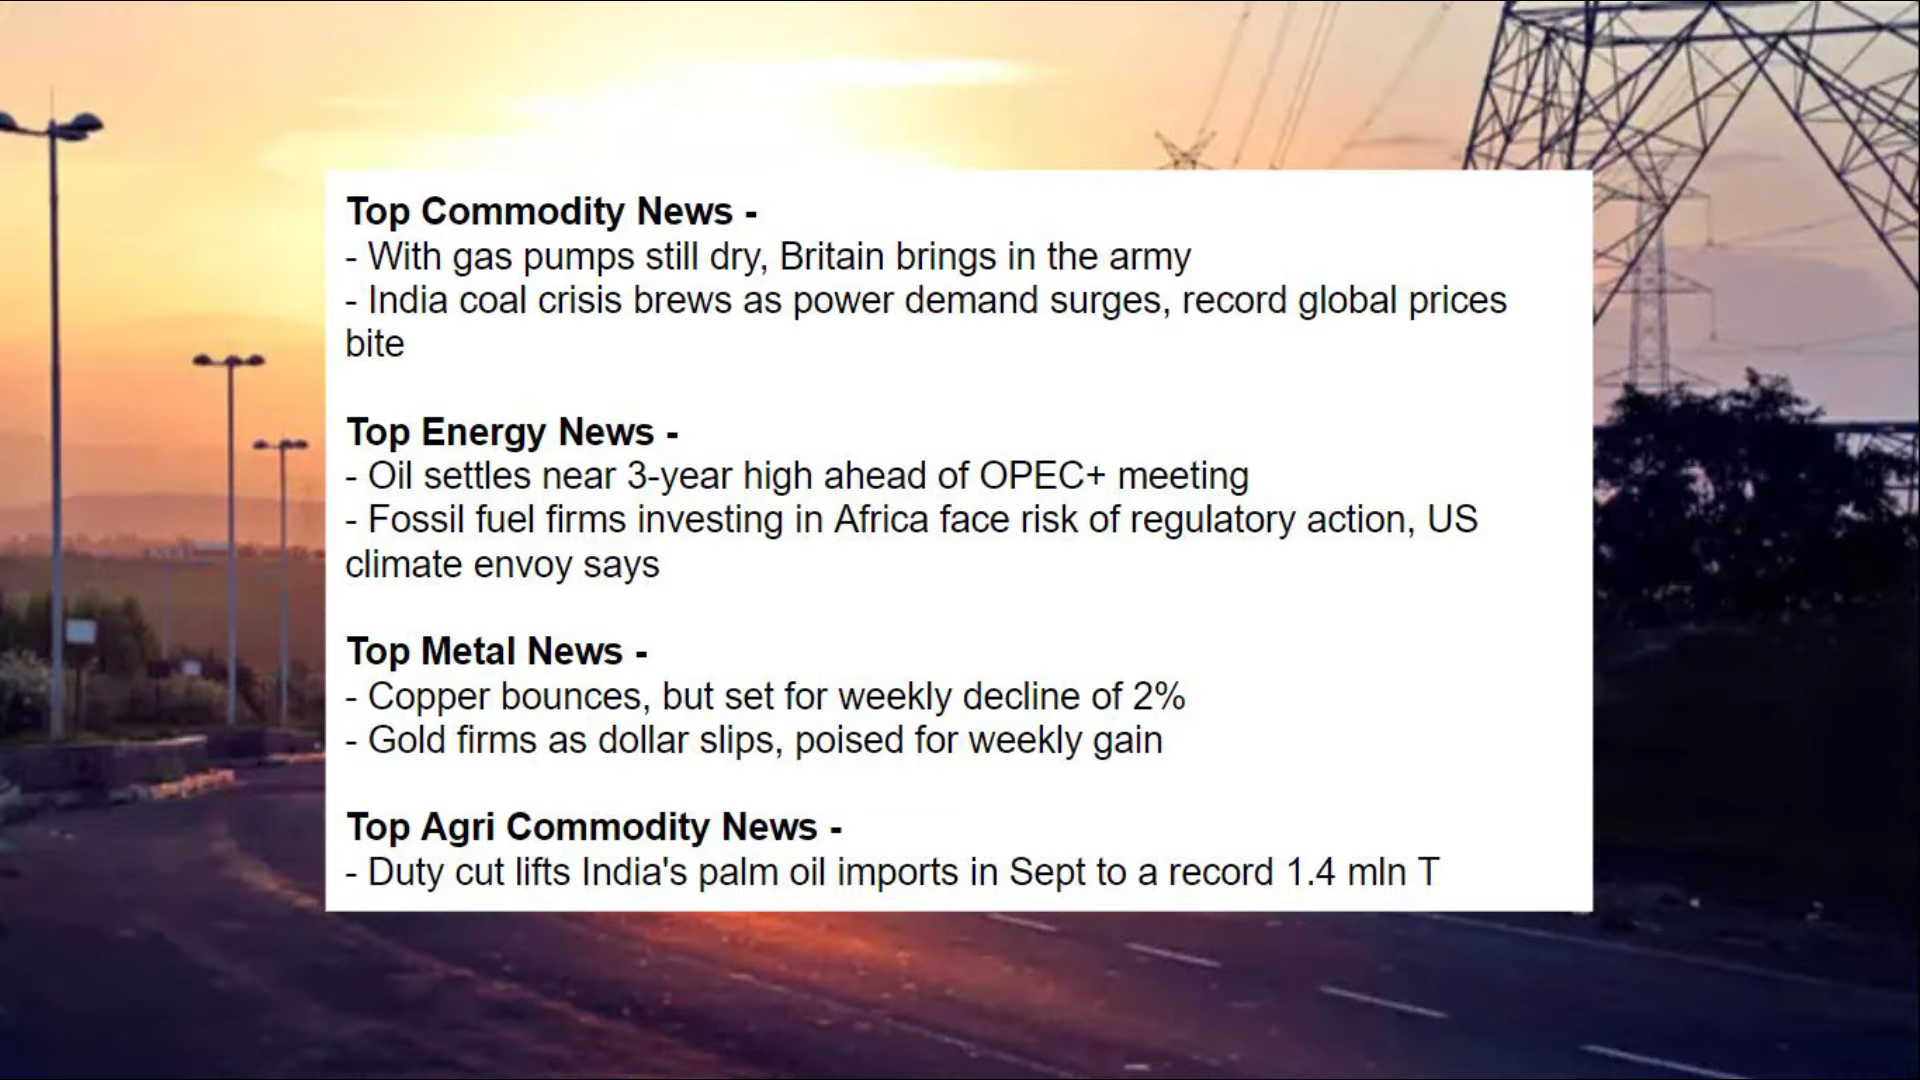 Top Commodity News -
- With gas pumps still dry, Britain brings in the army
- India coal crisis brews as power demand surges, record global prices
bite
Top Energy News -
- Oil settles near 3-year high ahead of OPEC+ meeting
- Fossil fuel firms investing in Africa face risk of regulatory action, US
climate envoy says
Top Metal News -
- Copper bounces, but set for weekly decline of 2%
- Gold firms as dollar slips, poised for weekly gain
Top Agri Commodity News -
- Duty cut lifts India's palm oil imports in Sept to a record 1.4 mln T